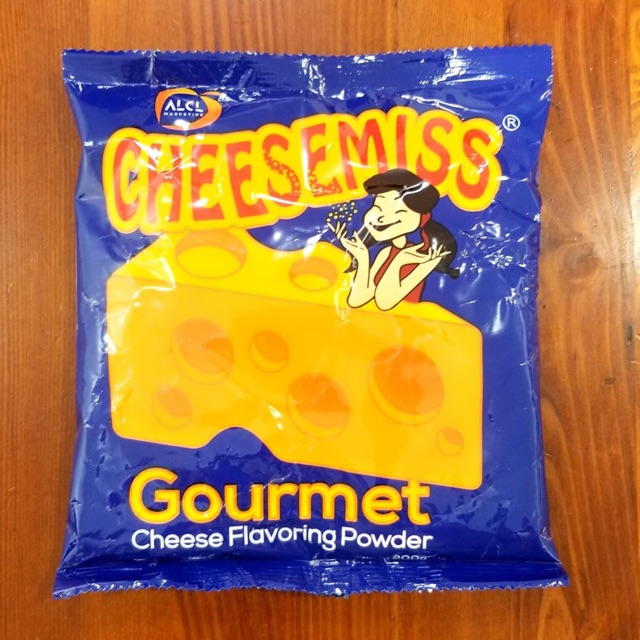 ALCL
MARKETING
CHEESEMISS®
Gourmet
Cheese Flavoring Powder